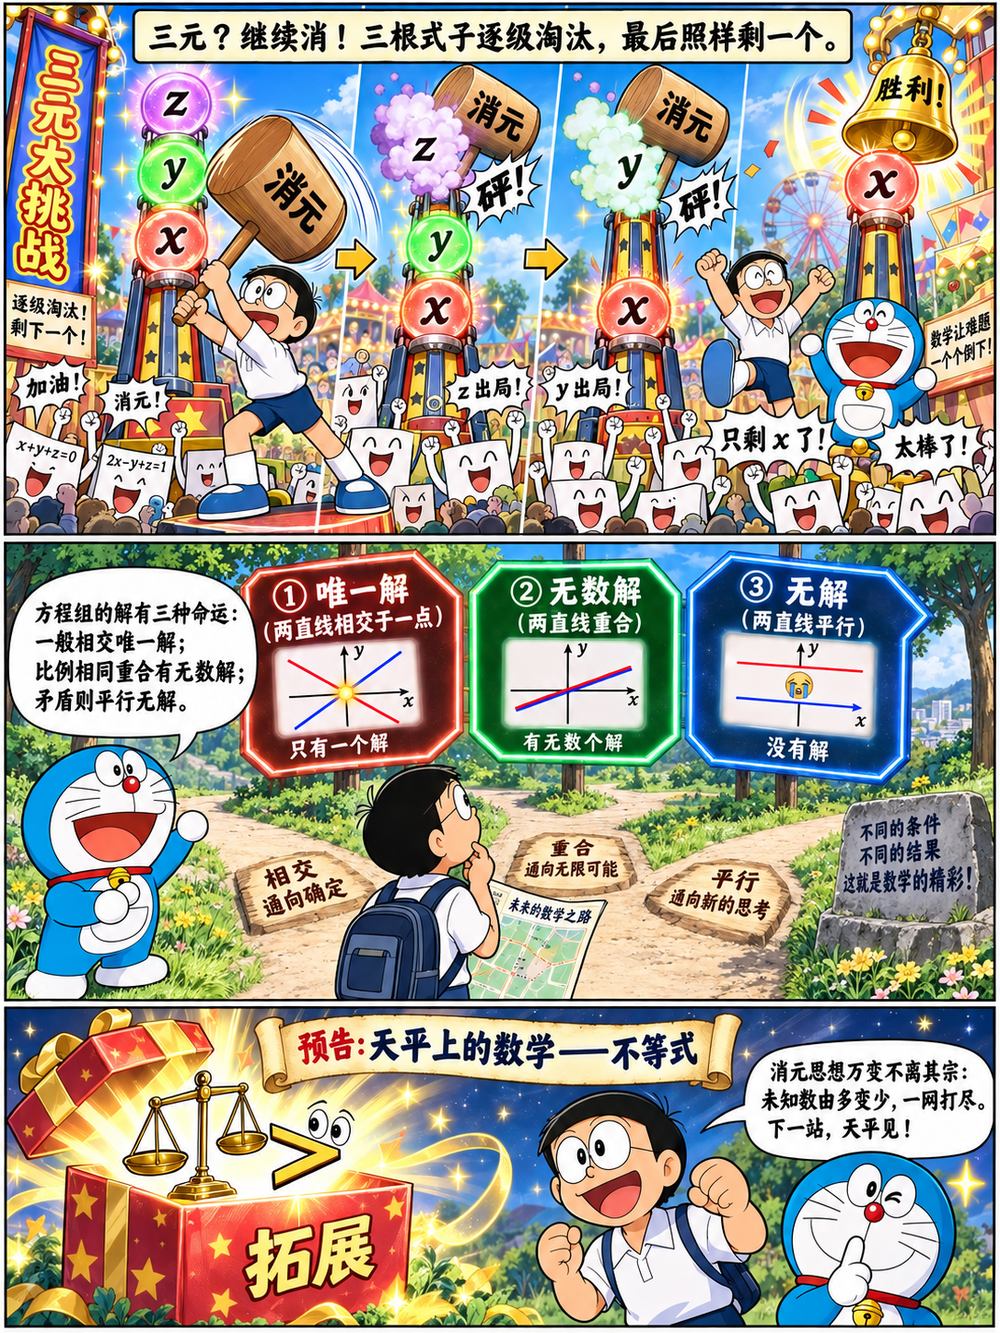 三元？继续消！三根式子逐级淘汰，最后照样剩一个。
三元大挑战
逐级淘汰！
剩下一个！
z
y
x
消元
加油！
消元！
x+y+z=0
2x-y+z=1
z
消元
砰！
y
x
z出局！
y
消元
砰！
x
y出局！
胜利！
x
数学让难题
一个个倒下！
只剩x了！
太棒了！
方程组的解有三种命运：
一般相交唯一解；
比例相同重合有无数解；
矛盾则平行无解。
① 唯一解
（两直线相交于一点）
y
x
只有一个解
② 无数解
（两直线重合）
y
x
有无数个解
③ 无解
（两直线平行）
y
x
没有解
相交
通向确定
重合
通向无限可能
平行
通向新的思考
未来的数学之路
不同的条件
不同的结果
这就是数学的精彩！
预告：天平上的数学——不等式
>
拓展
消元思想万变不离其宗：
未知数由多变少，一网打尽。
下一站，天平见！